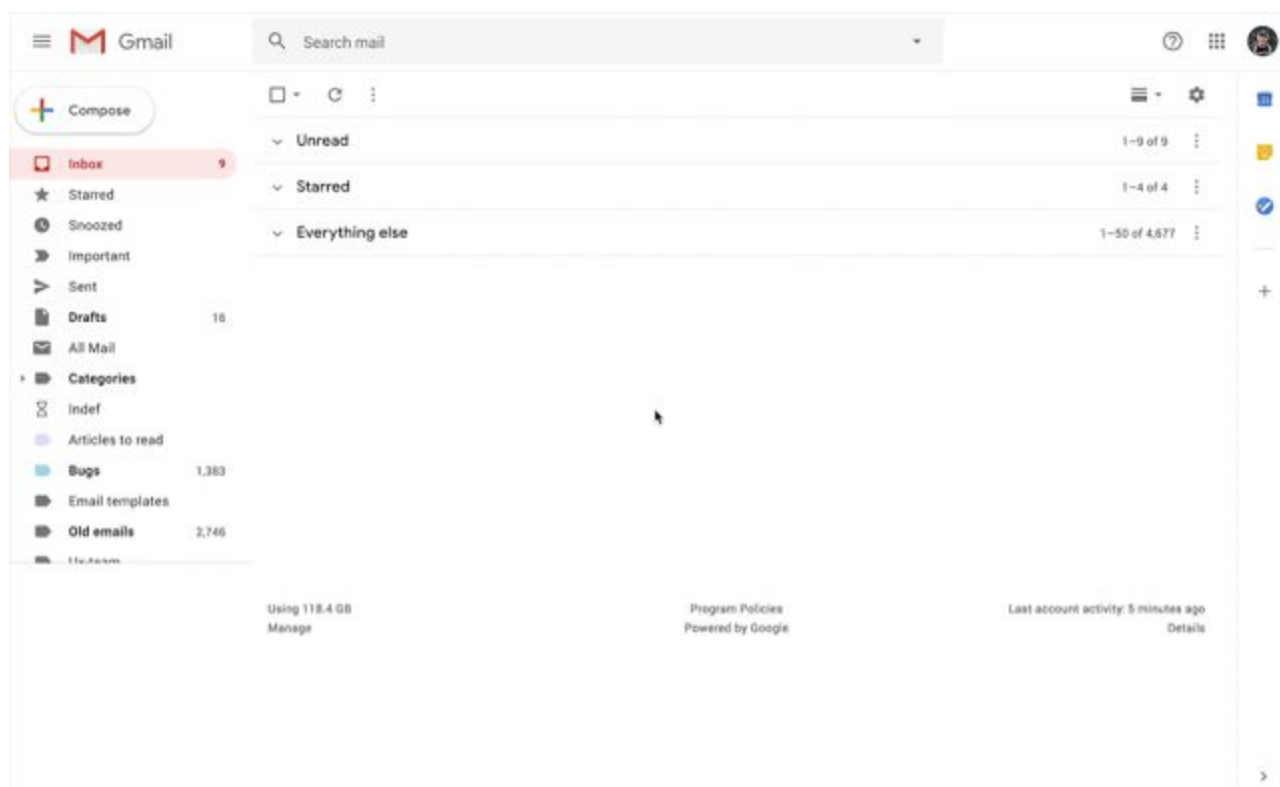 Gmail
Search mail
Compose
Inbox 9
Starred
Snoozed
Important
Sent
Drafts 16
All Mail
Categories
Indef
Articles to read
Bugs 1,383
Email templates
Old emails 2,746
Ux-team
Unread 1–9 of 9
Starred 1–4 of 4
Everything else 1–50 of 4,677
Using 118.4 GB
Manage
Program Policies
Powered by Google
Last account activity: 5 minutes ago
Details
31